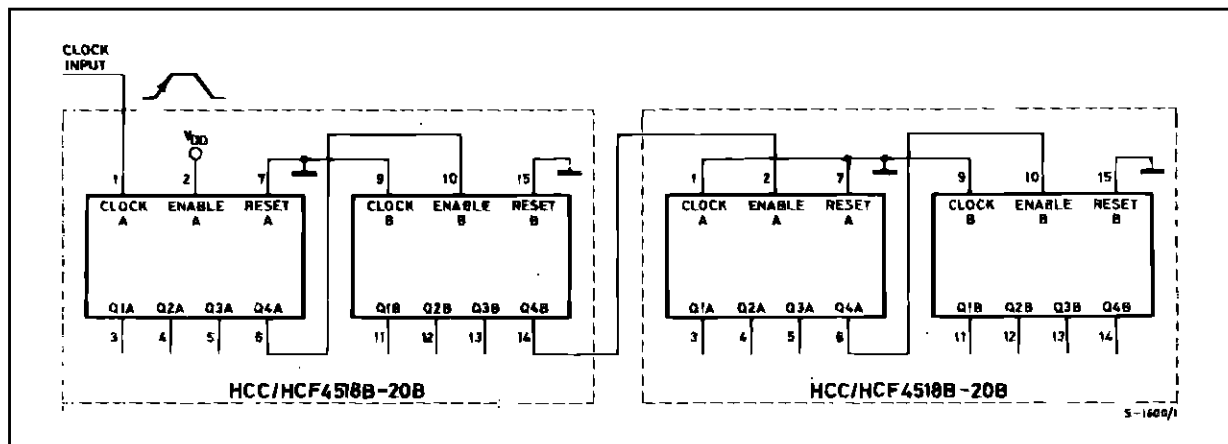 CLOCK
INPUT
VDD
1 2 7 9 10 15 1 2 7 9 10 15
CLOCK ENABLE RESET CLOCK ENABLE RESET CLOCK ENABLE RESET CLOCK ENABLE RESET
A A A B B B A A A B B B
Q1A Q2A Q3A Q4A Q1B Q2B Q3B Q4B Q1A Q2A Q3A Q4A Q1B Q2B Q3B Q4B
3 4 5 6 11 12 13 14 3 4 5 6 11 12 13 14
HCC/HCF4518B-20B HCC/HCF4518B-20B
S-1600/1